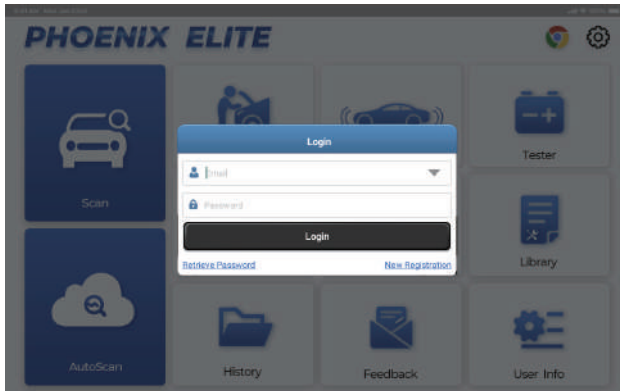 PHOENIX ELITE
Login
Email
Password
Login
Retrieve Password
New Registration
Scan
Tester
Library
AutoScan
History
Feedback
User Info